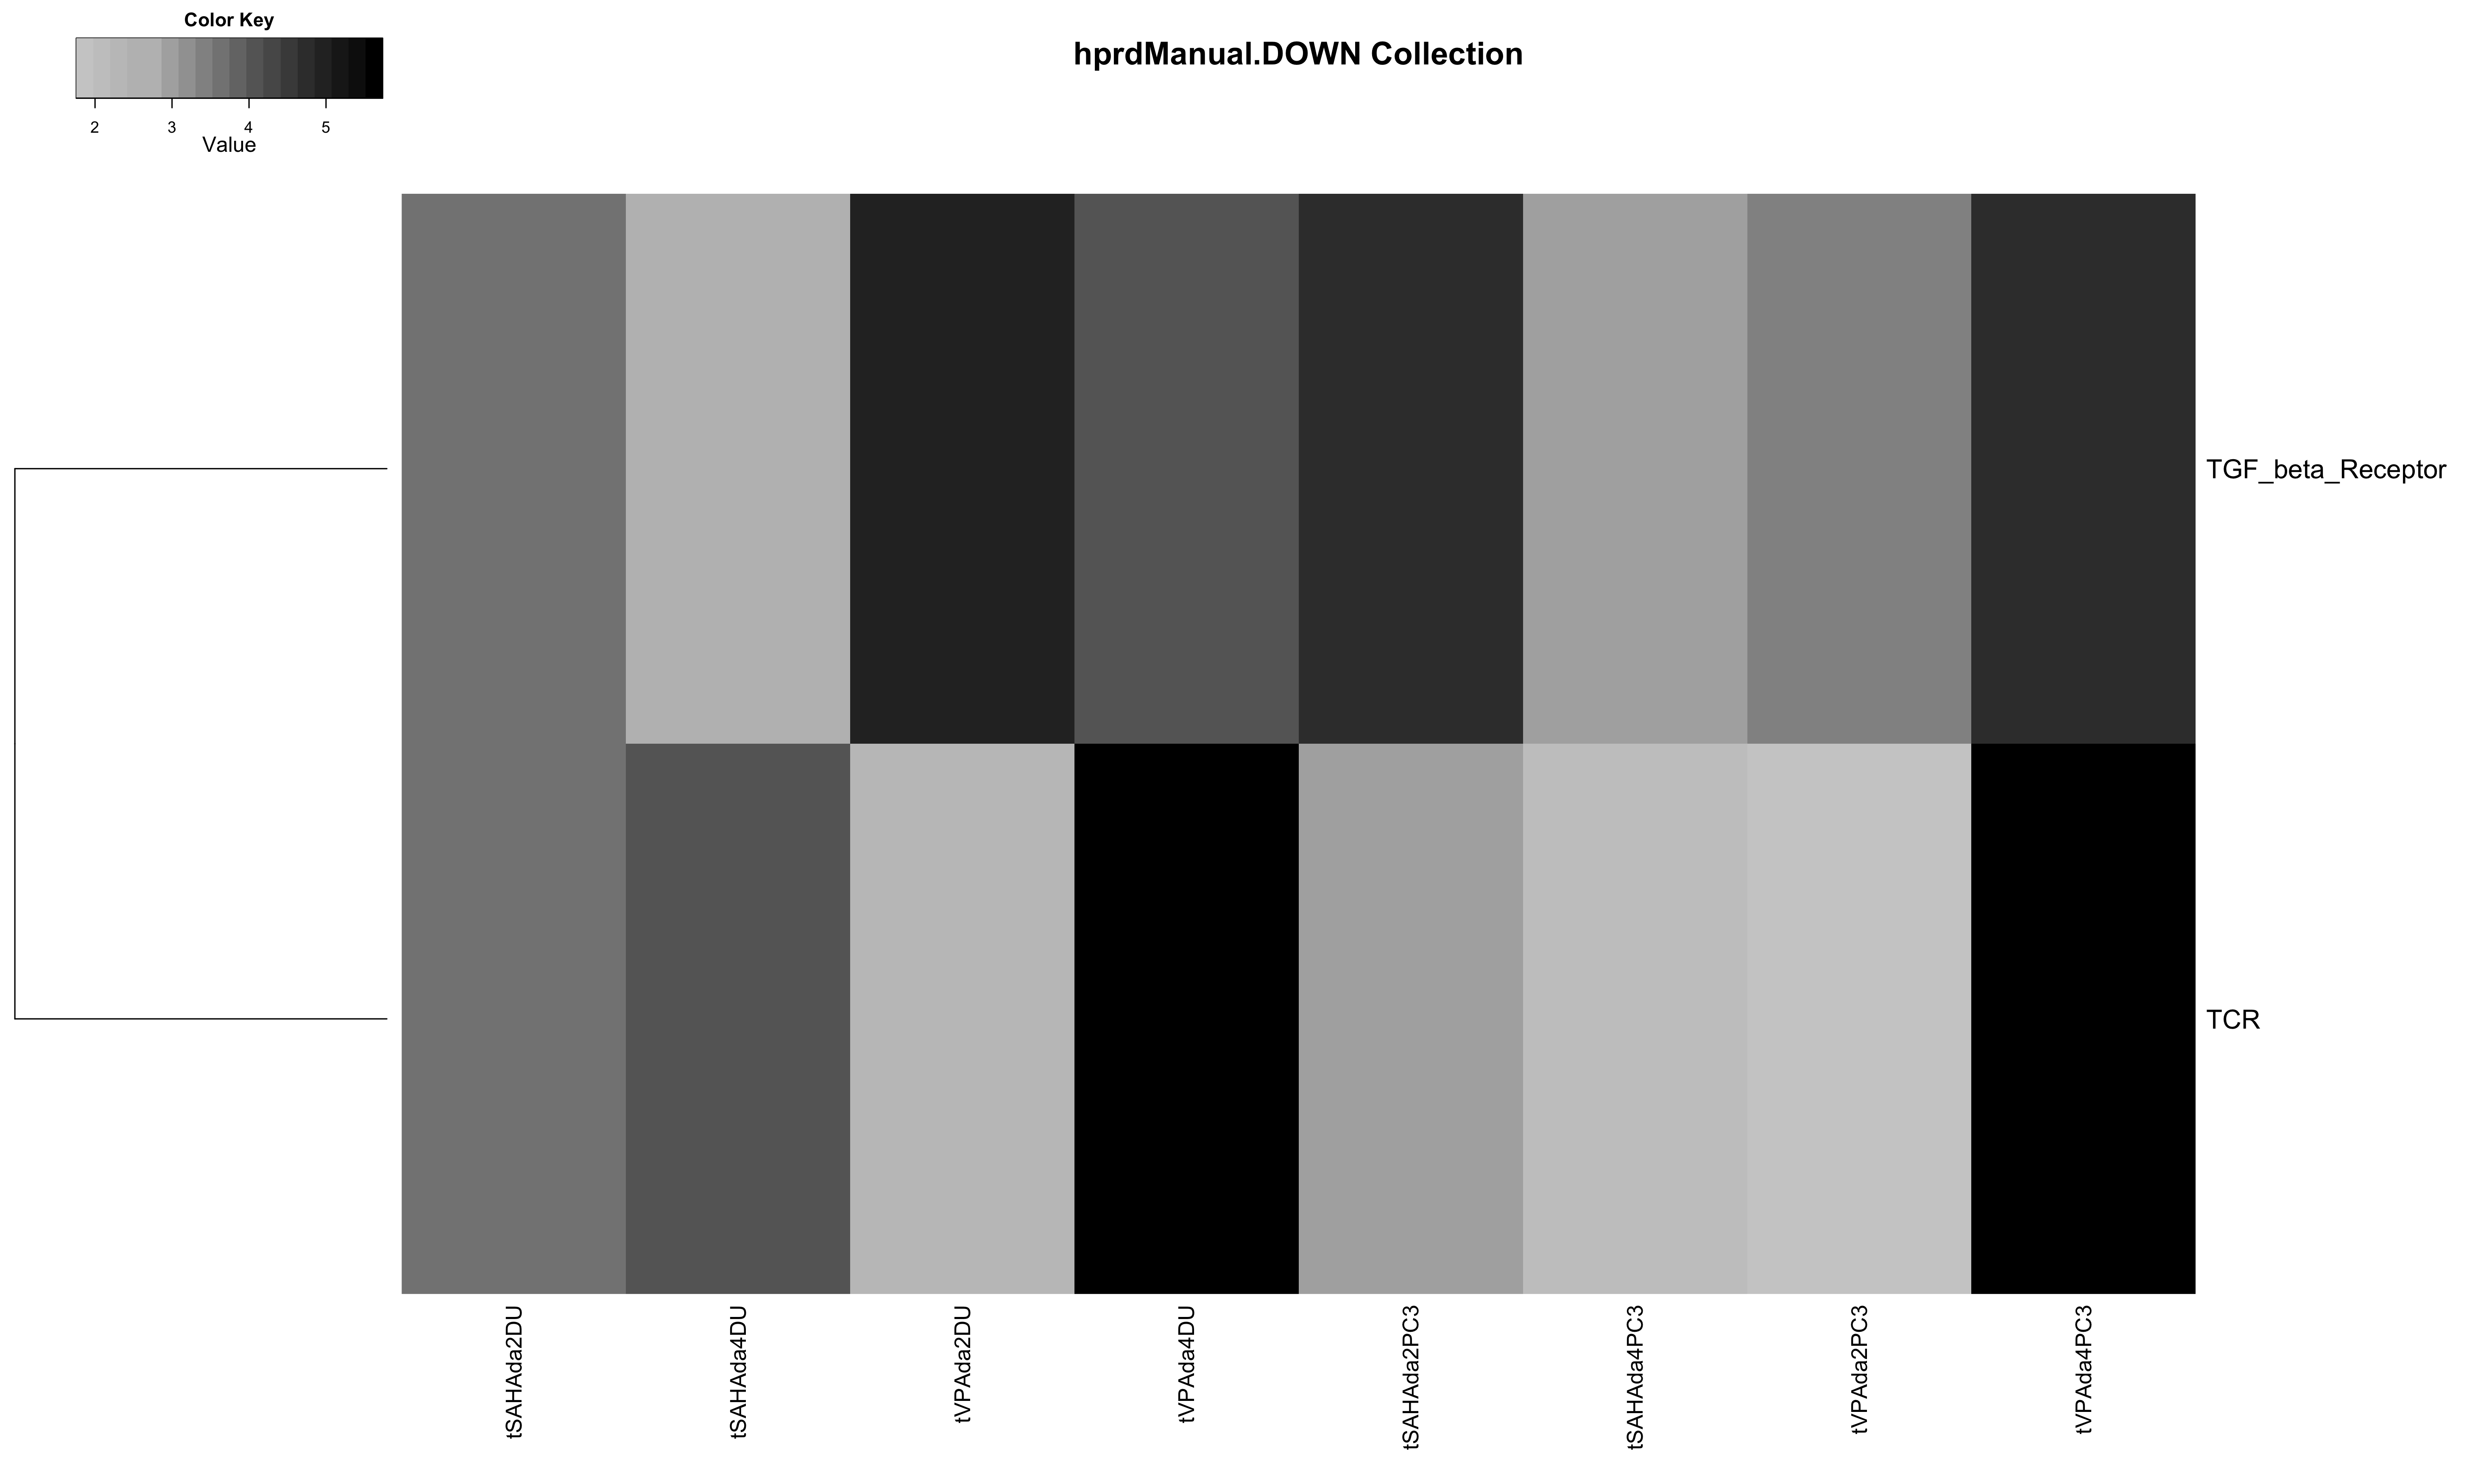 Color Key
2 3 4 5
Value
hprdManual.DOWN Collection
TGF_beta_Receptor
TCR
tSAHAda2DU
tSAHAda4DU
tVPAda2DU
tVPAda4DU
tSAHAda2PC3
tSAHAda4PC3
tVPAda2PC3
tVPAda4PC3